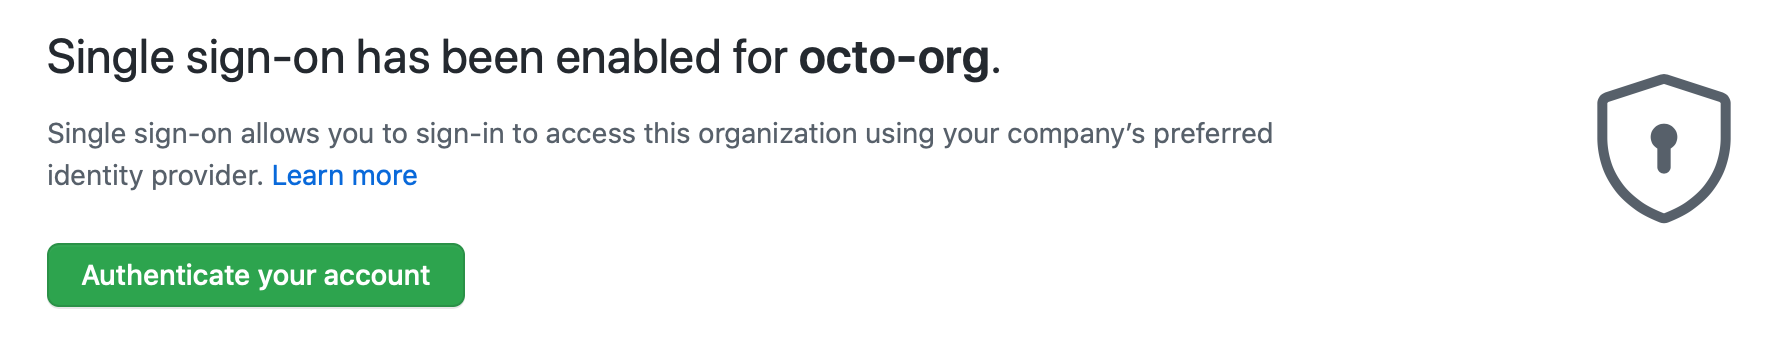 Single sign-on has been enabled for octo-org.
Single sign-on allows you to sign-in to access this organization using your company’s preferred
identity provider. Learn more
Authenticate your account